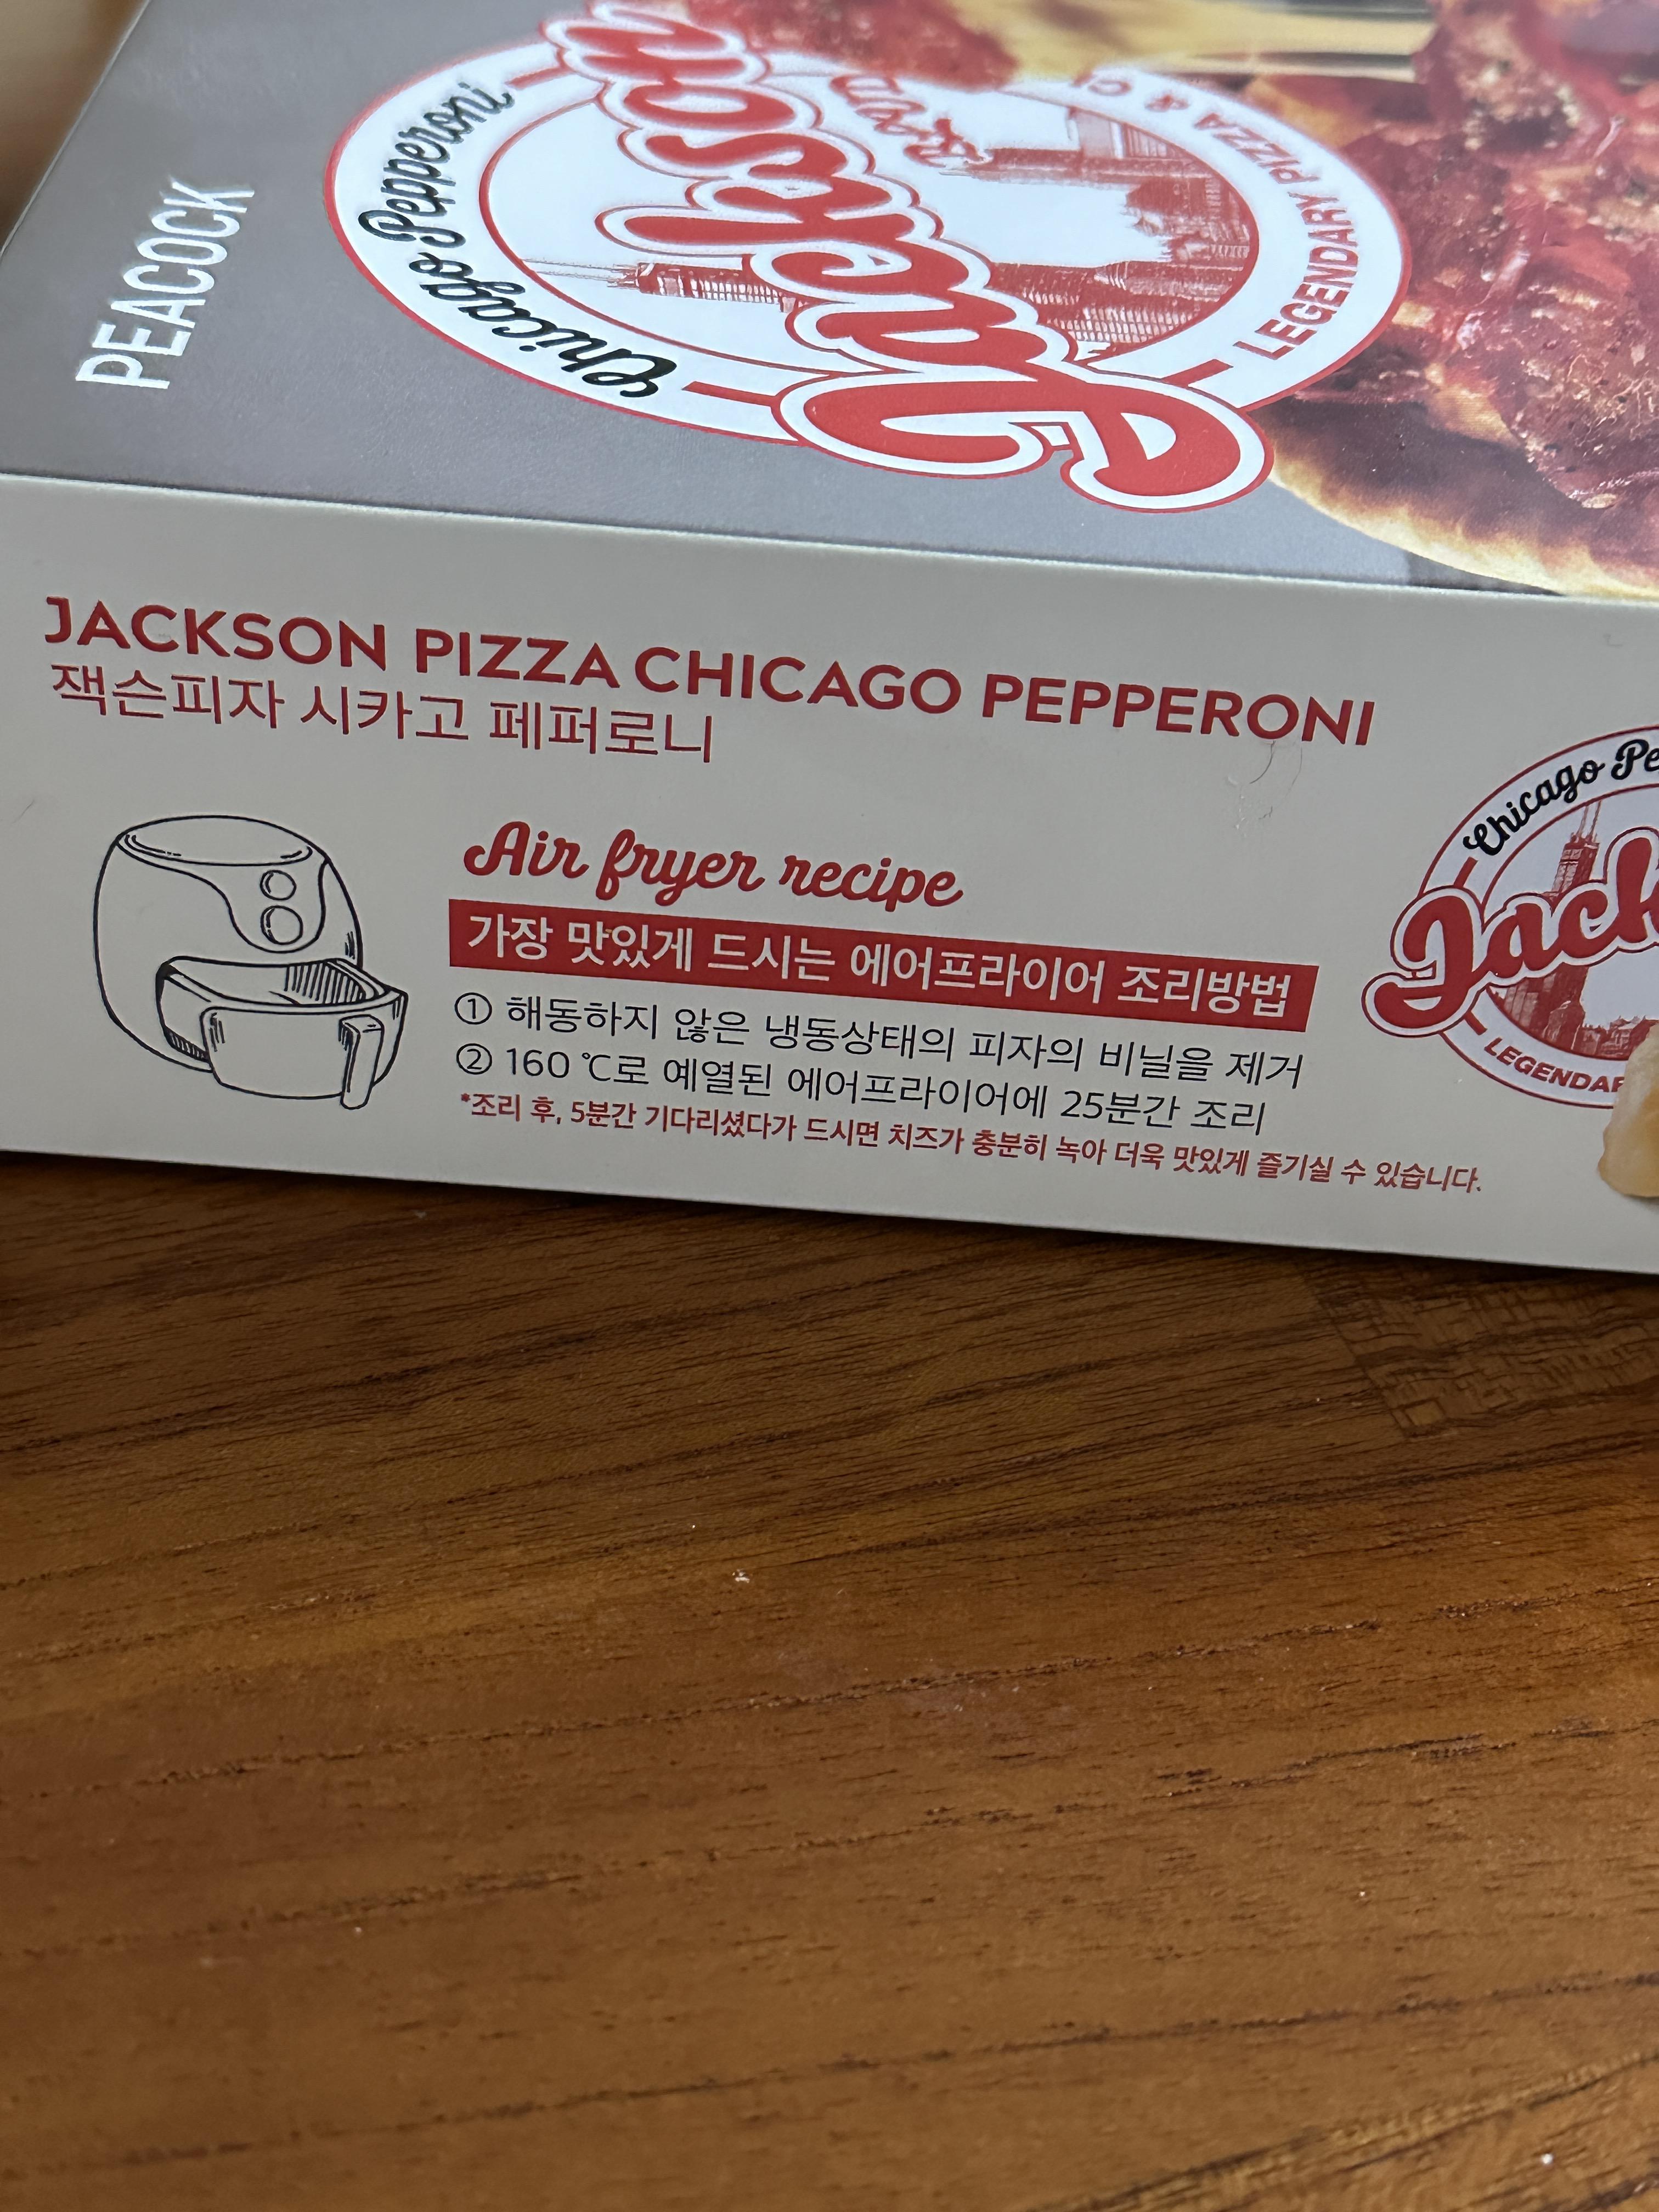 PEACOCK
Chicago Pepperoni
Jackson
LEGENDARY PIZZA &
JACKSON PIZZA CHICAGO PEPPERONI
잭슨피자 시카고 페퍼로니
Air fryer recipe
가장 맛있게 드시는 에어프라이어 조리방법
① 해동하지 않은 냉동상태의 피자의 비닐을 제거
② 160 ℃로 예열된 에어프라이어에 25분간 조리
*조리 후, 5분간 기다리셨다가 드시면 치즈가 충분히 녹아 더욱 맛있게 즐기실 수 있습니다.
Chicago Pe
Jack
LEGENDAR